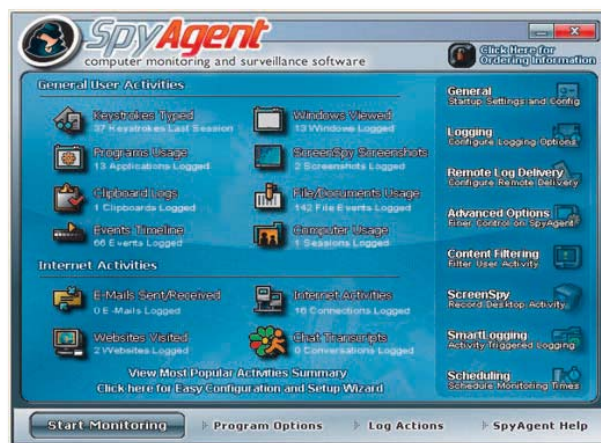 SpyAgent
computer monitoring and surveillance software
Click Here for
Ordering Information
General User Activities
Keystrokes Typed
37 Keystrokes Last Session
Windows Viewed
13 Windows Logged
Programs Usage
13 Applications Logged
ScreenSpy Screenshots
2 Screenshots Logged
Clipboard Logs
1 Clipboards Logged
File/Documents Usage
142 File Events Logged
Events Timeline
66 Events Logged
Computer Usage
1 Sessions Logged
Internet Activities
E-Mails Sent/Received
0 E-Mails Logged
Internet Activities
16 Connections Logged
Websites Visited
2 Websites Logged
Chat Transcripts
0 Conversations Logged
View Most Popular Activities Summary
Click here for Easy Configuration and Setup Wizard
General
Startup Settings and Config
Logging
Configure Logging Options
Remote Log Delivery
Configure Remote Delivery
Advanced Options
Finer Control on SpyAgent
Content Filtering
Filter User Activity
ScreenSpy
Record Desktop Activity
SmartLogging
Activity Triggered Logging
Scheduling
Schedule Monitoring Times
Start Monitoring
Program Options
Log Actions
SpyAgent Help